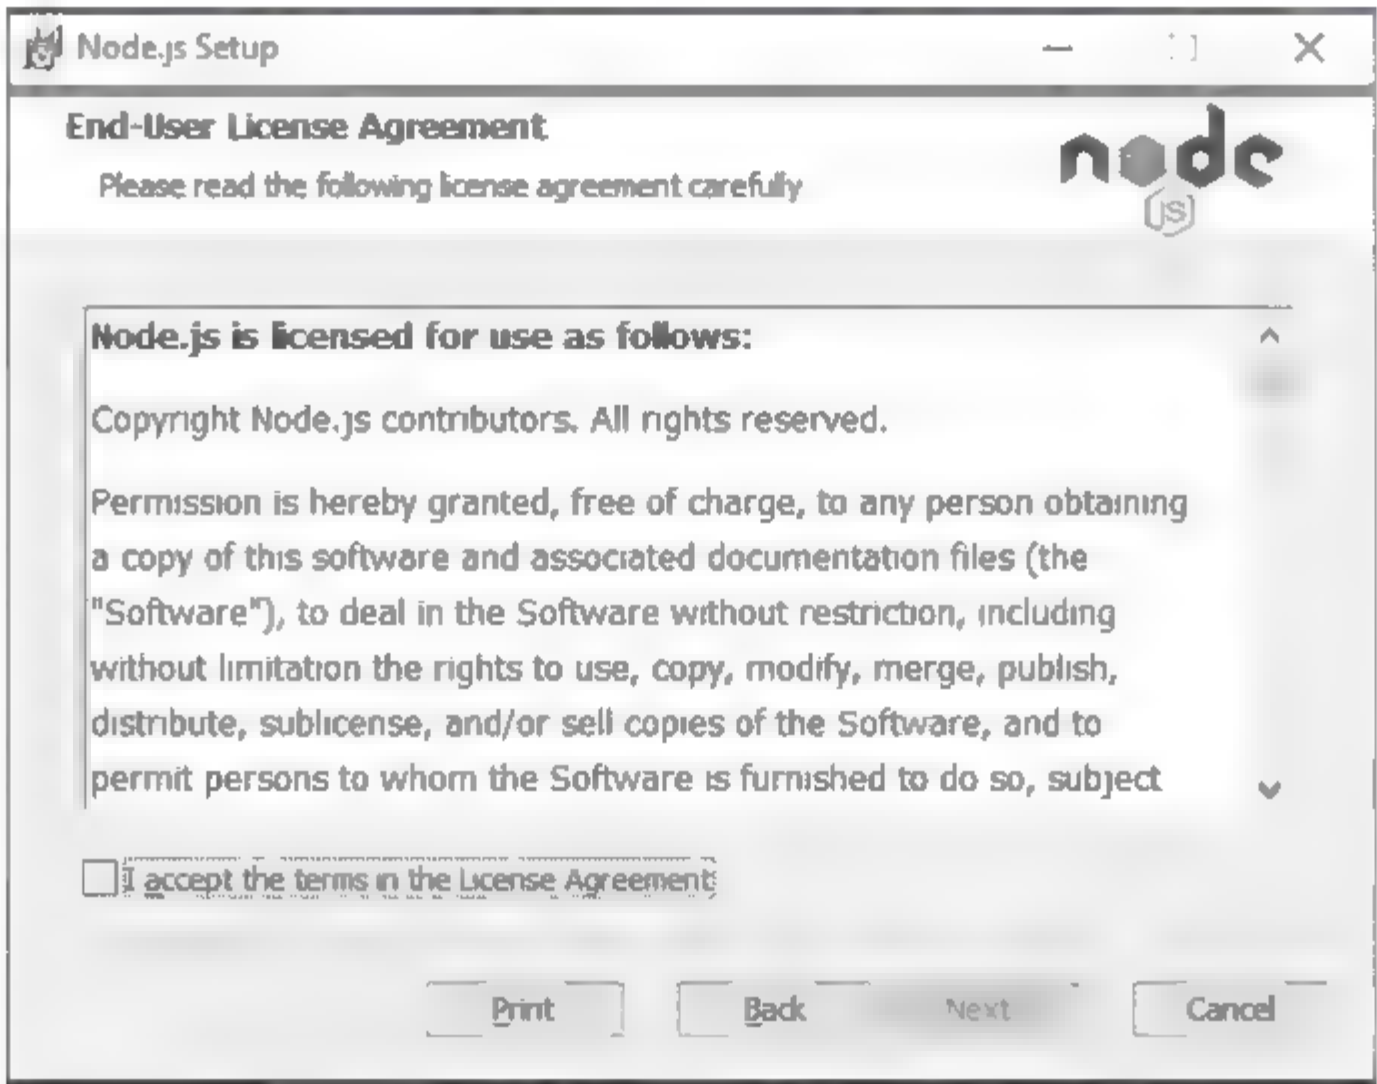 Node.js Setup
End-User License Agreement
Please read the following license agreement carefully
node
JS
Node.js is licensed for use as follows:
Copyright Node.js contributors. All rights reserved.
Permission is hereby granted, free of charge, to any person obtaining
a copy of this software and associated documentation files (the
"Software"), to deal in the Software without restriction, including
without limitation the rights to use, copy, modify, merge, publish,
distribute, sublicense, and/or sell copies of the Software, and to
permit persons to whom the Software is furnished to do so, subject
I accept the terms in the License Agreement
Print
Back
Next
Cancel